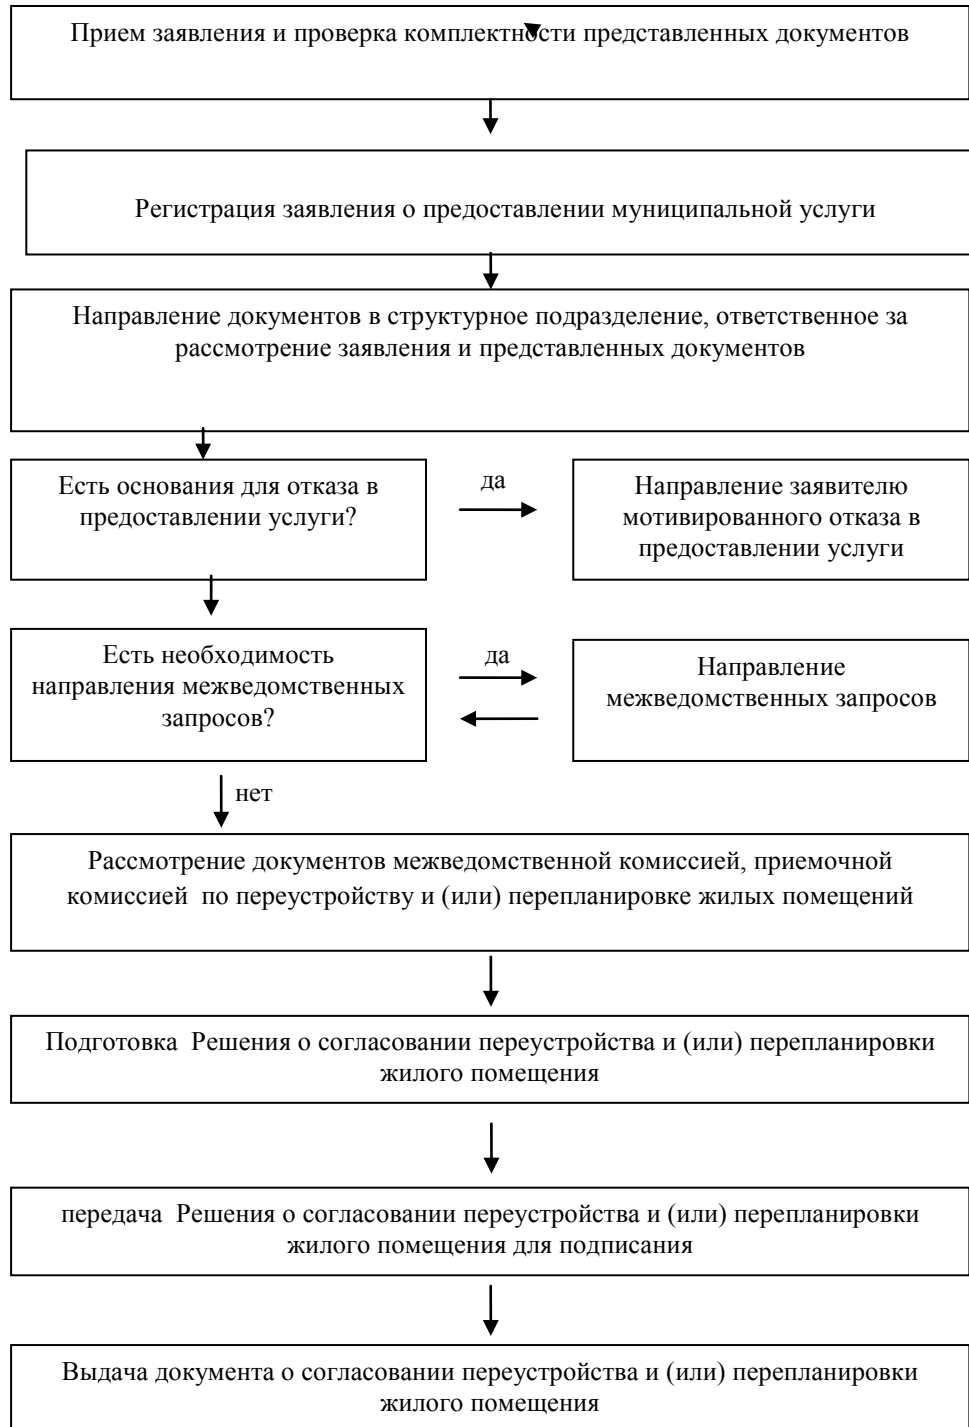 Прием заявления и проверка комплектности представленных документов
Регистрация заявления о предоставлении муниципальной услуги
Направление документов в структурное подразделение, ответственное за
рассмотрение заявления и представленных документов
Есть основания для отказа в
предоставлении услуги?
да
Направление заявителю
мотивированного отказа в
предоставлении услуги
Есть необходимость
направления межведомственных
запросов?
да
Направление
межведомственных запросов
нет
Рассмотрение документов межведомственной комиссией, приемочной
комиссией по переустройству и (или) перепланировке жилых помещений
Подготовка Решения о согласовании переустройства и (или) перепланировки
жилого помещения
передача Решения о согласовании переустройства и (или) перепланировки
жилого помещения для подписания
Выдача документа о согласовании переустройства и (или) перепланировки
жилого помещения